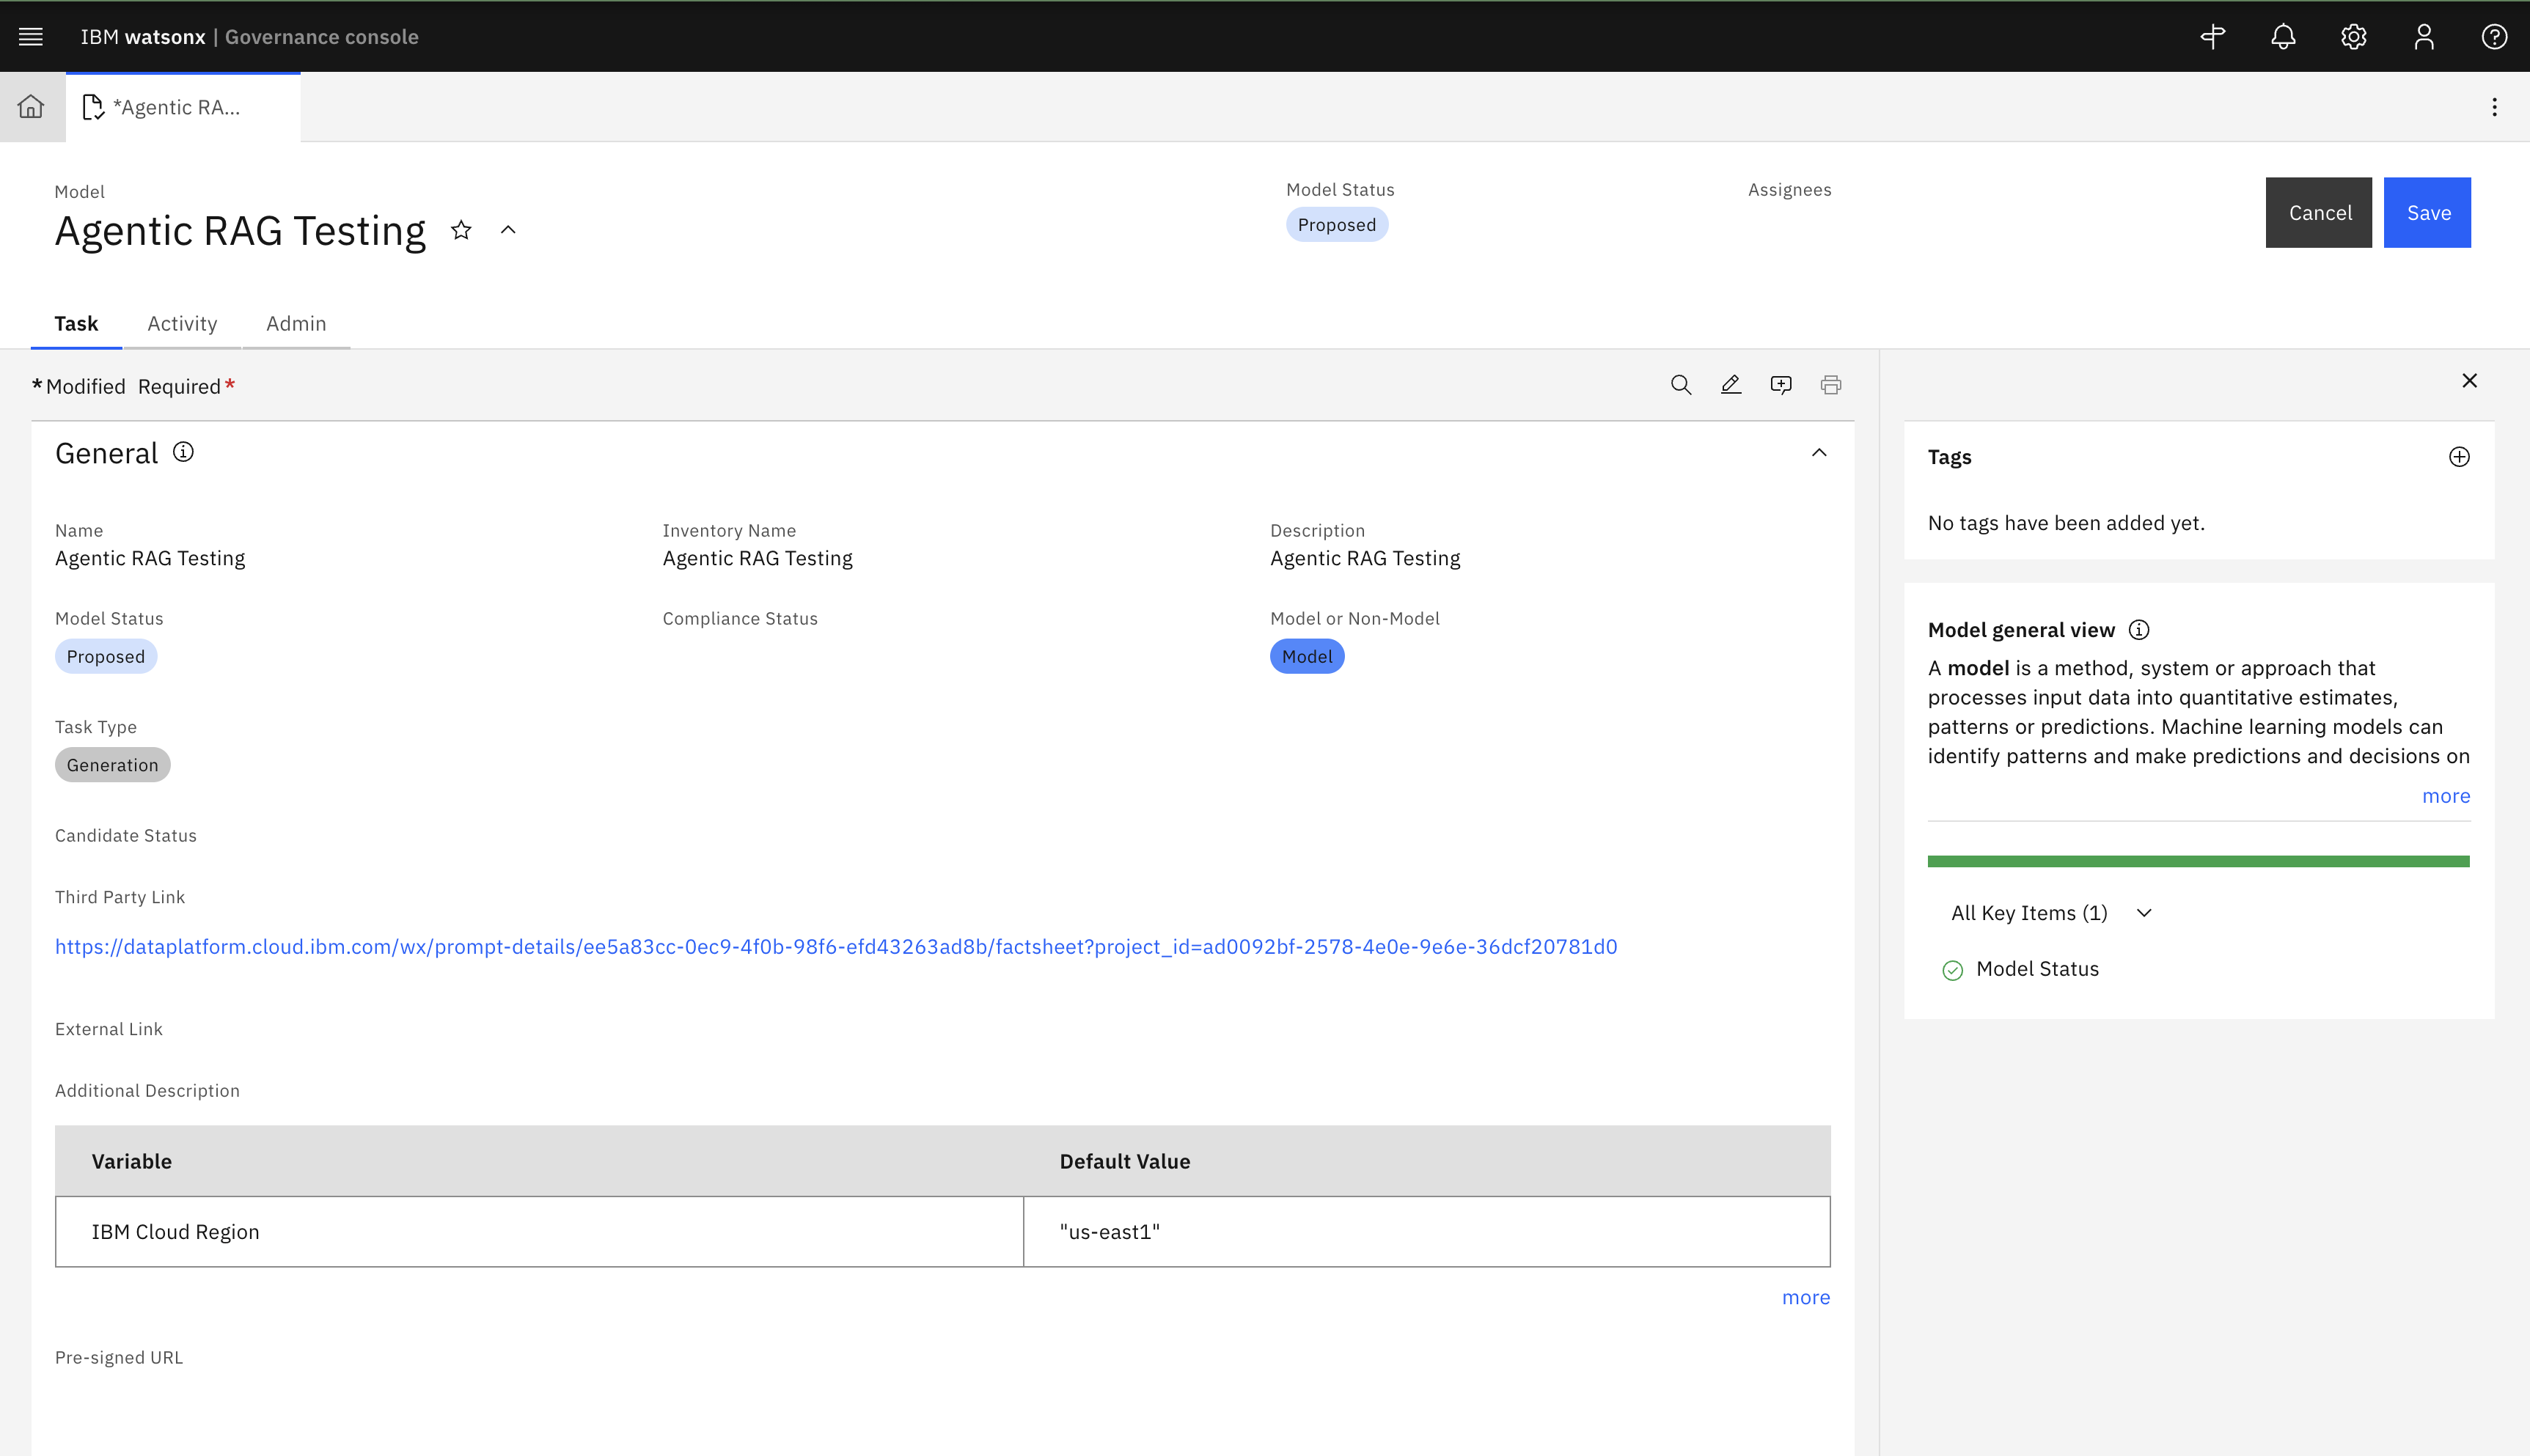 IBM watsonx | Governance console
*Agentic RA...
Model
Agentic RAG Testing
Model Status
Proposed
Assignees
Cancel
Save
Task
Activity
Admin
*Modified Required*
General
Name
Agentic RAG Testing
Inventory Name
Agentic RAG Testing
Description
Agentic RAG Testing
Model Status
Proposed
Compliance Status
Model or Non-Model
Model
Task Type
Generation
Candidate Status
Third Party Link
https://dataplatform.cloud.ibm.com/wx/prompt-details/ee5a83cc-0ec9-4f0b-98f6-efd43263ad8b/factsheet?project_id=ad0092bf-2578-4e0e-9e6e-36dcf20781d0
External Link
Additional Description
Variable
Default Value
IBM Cloud Region
"us-east1"
more
Pre-signed URL
Tags
No tags have been added yet.
Model general view
A model is a method, system or approach that
processes input data into quantitative estimates,
patterns or predictions. Machine learning models can
identify patterns and make predictions and decisions on
more
All Key Items (1)
Model Status